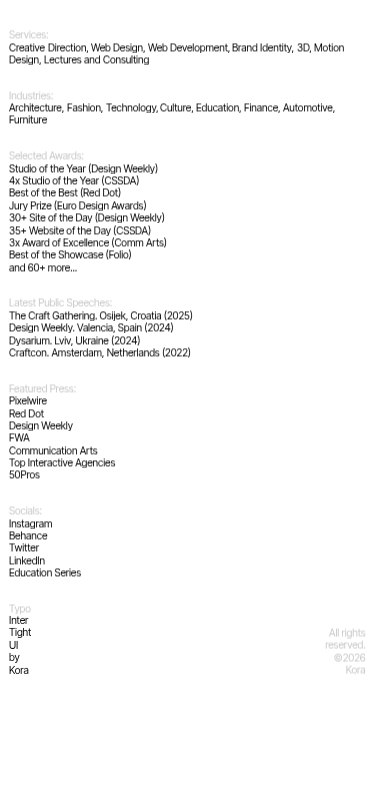 Services:
Creative Direction, Web Design, Web Development, Brand Identity, 3D, Motion
Design, Lectures and Consulting
Industries:
Architecture, Fashion, Technology, Culture, Education, Finance, Automotive,
Furniture
Selected Awards:
Studio of the Year (Design Weekly)
4x Studio of the Year (CSSDA)
Best of the Best (Red Dot)
Jury Prize (Euro Design Awards)
30+ Site of the Day (Design Weekly)
35+ Website of the Day (CSSDA)
3x Award of Excellence (Comm Arts)
Best of the Showcase (Folio)
and 60+ more...
Latest Public Speeches:
The Craft Gathering. Osijek, Croatia (2025)
Design Weekly. Valencia, Spain (2024)
Dysarium. Lviv, Ukraine (2024)
Craftcon. Amsterdam, Netherlands (2022)
Featured Press:
Pixelwire
Red Dot
Design Weekly
FWA
Communication Arts
Top Interactive Agencies
50Pros
Socials:
Instagram
Behance
Twitter
LinkedIn
Education Series
Typo
Inter
Tight
UI
by
Kora
All rights
reserved.
©2026
Kora